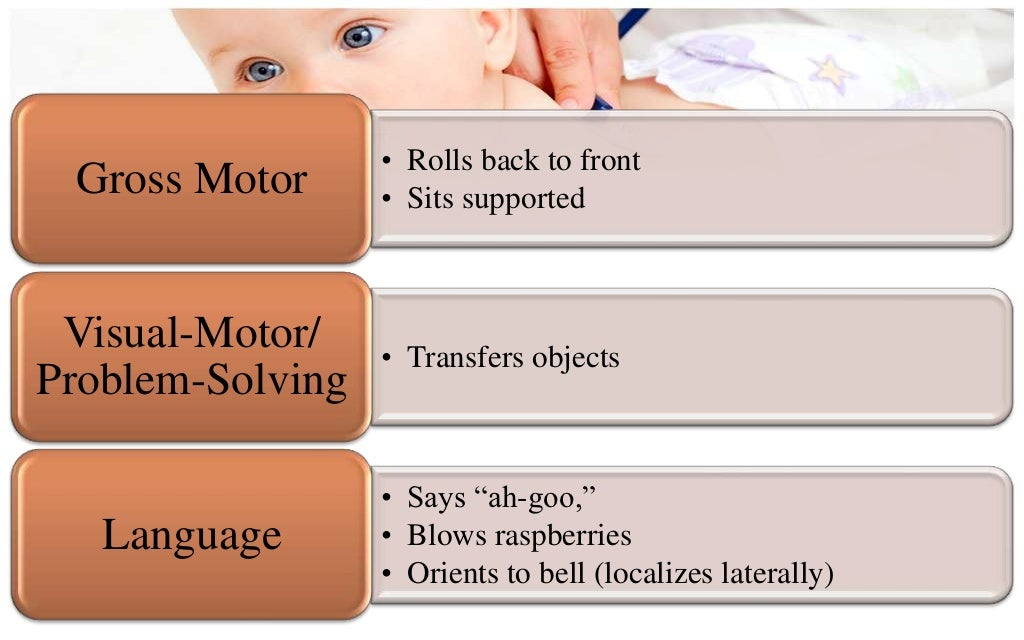 Gross Motor
• Rolls back to front
• Sits supported
Visual-Motor/
Problem-Solving
• Transfers objects
Language
• Says “ah-goo,”
• Blows raspberries
• Orients to bell (localizes laterally)